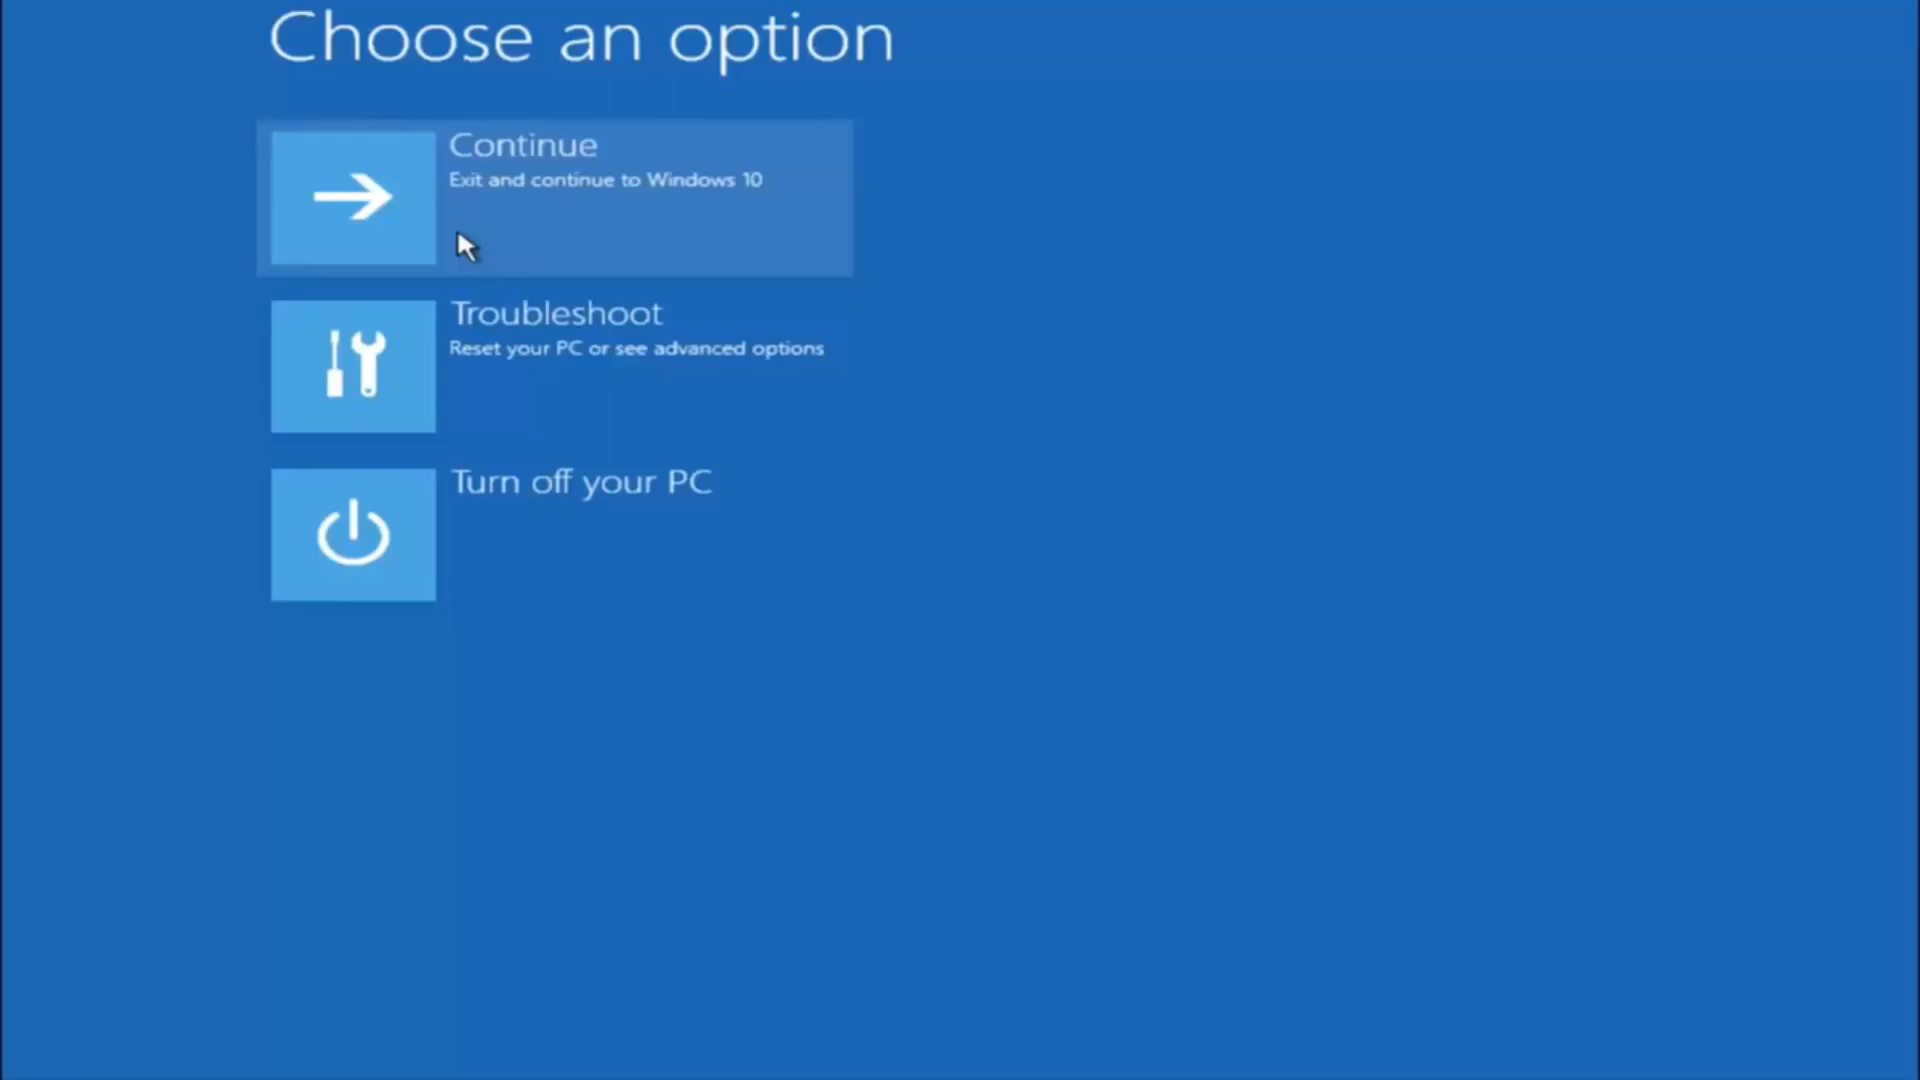 Choose an option
Continue
Exit and continue to Windows 10
Troubleshoot
Reset your PC or see advanced options
Turn off your PC